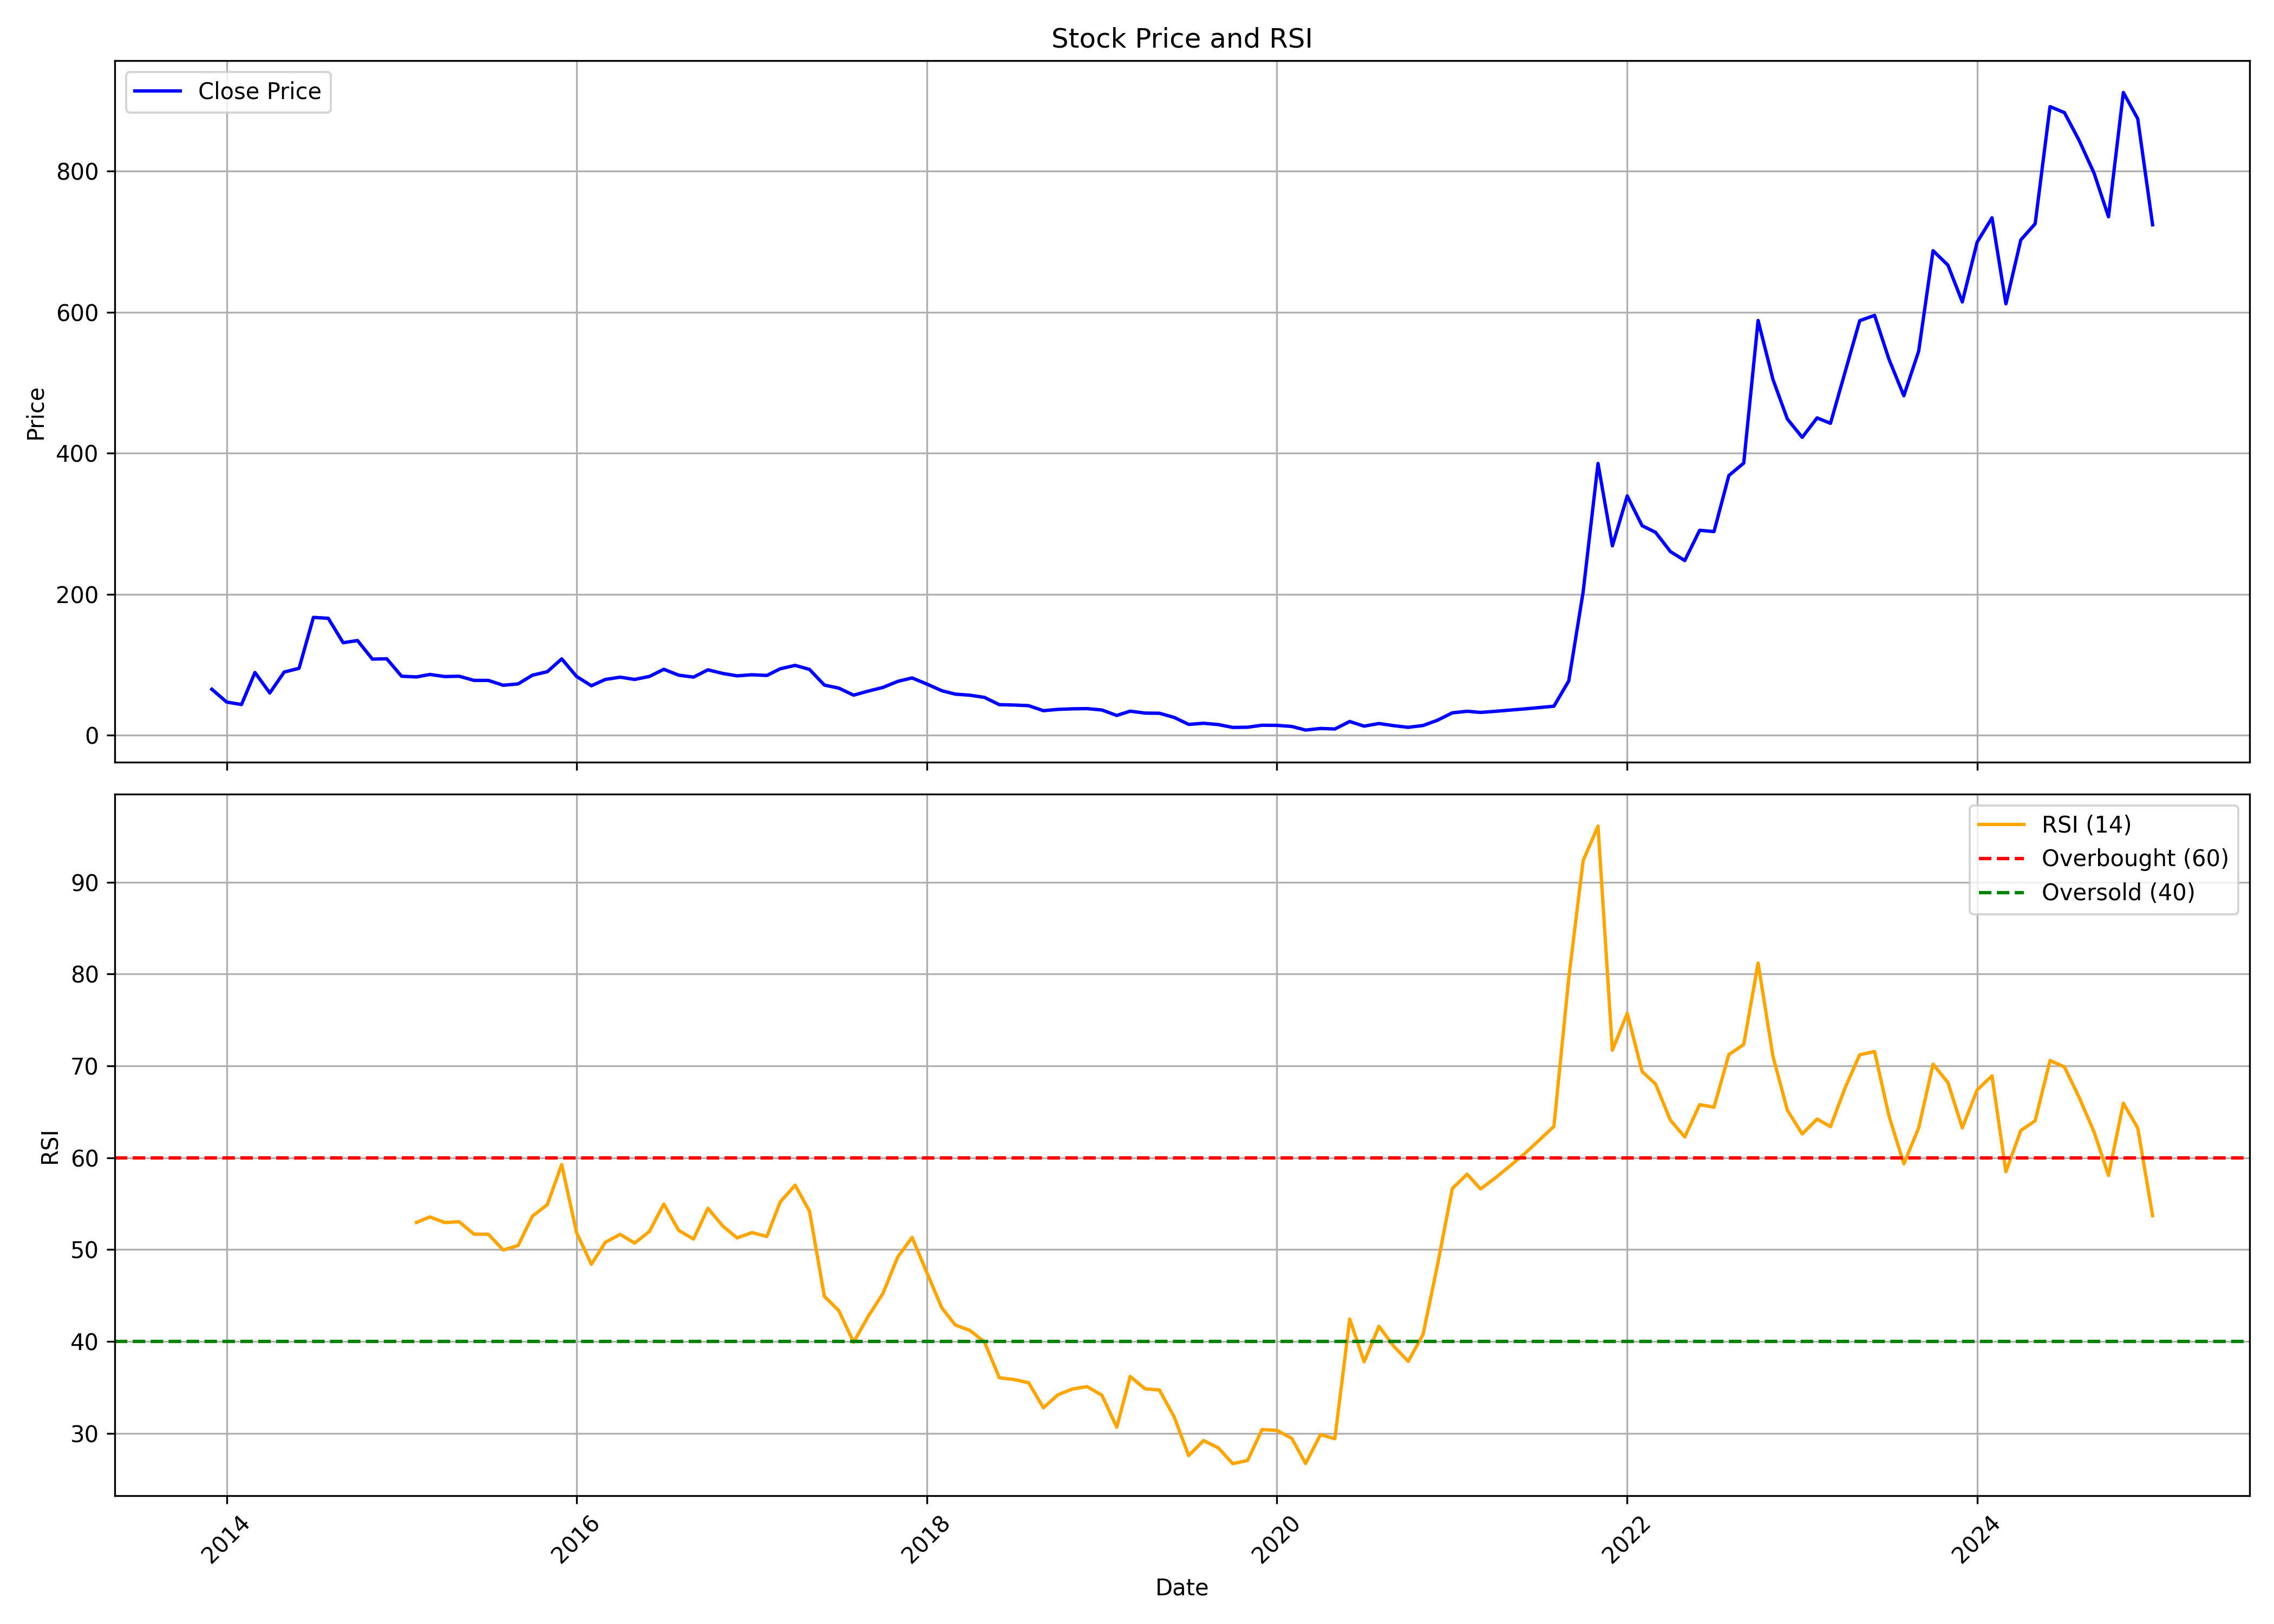 Stock Price and RSI
Close Price
Price
800
600
400
200
0
RSI (14)
Overbought (60)
Oversold (40)
RSI
90
80
70
60
50
40
30
2014
2016
2018
2020
2022
2024
Date